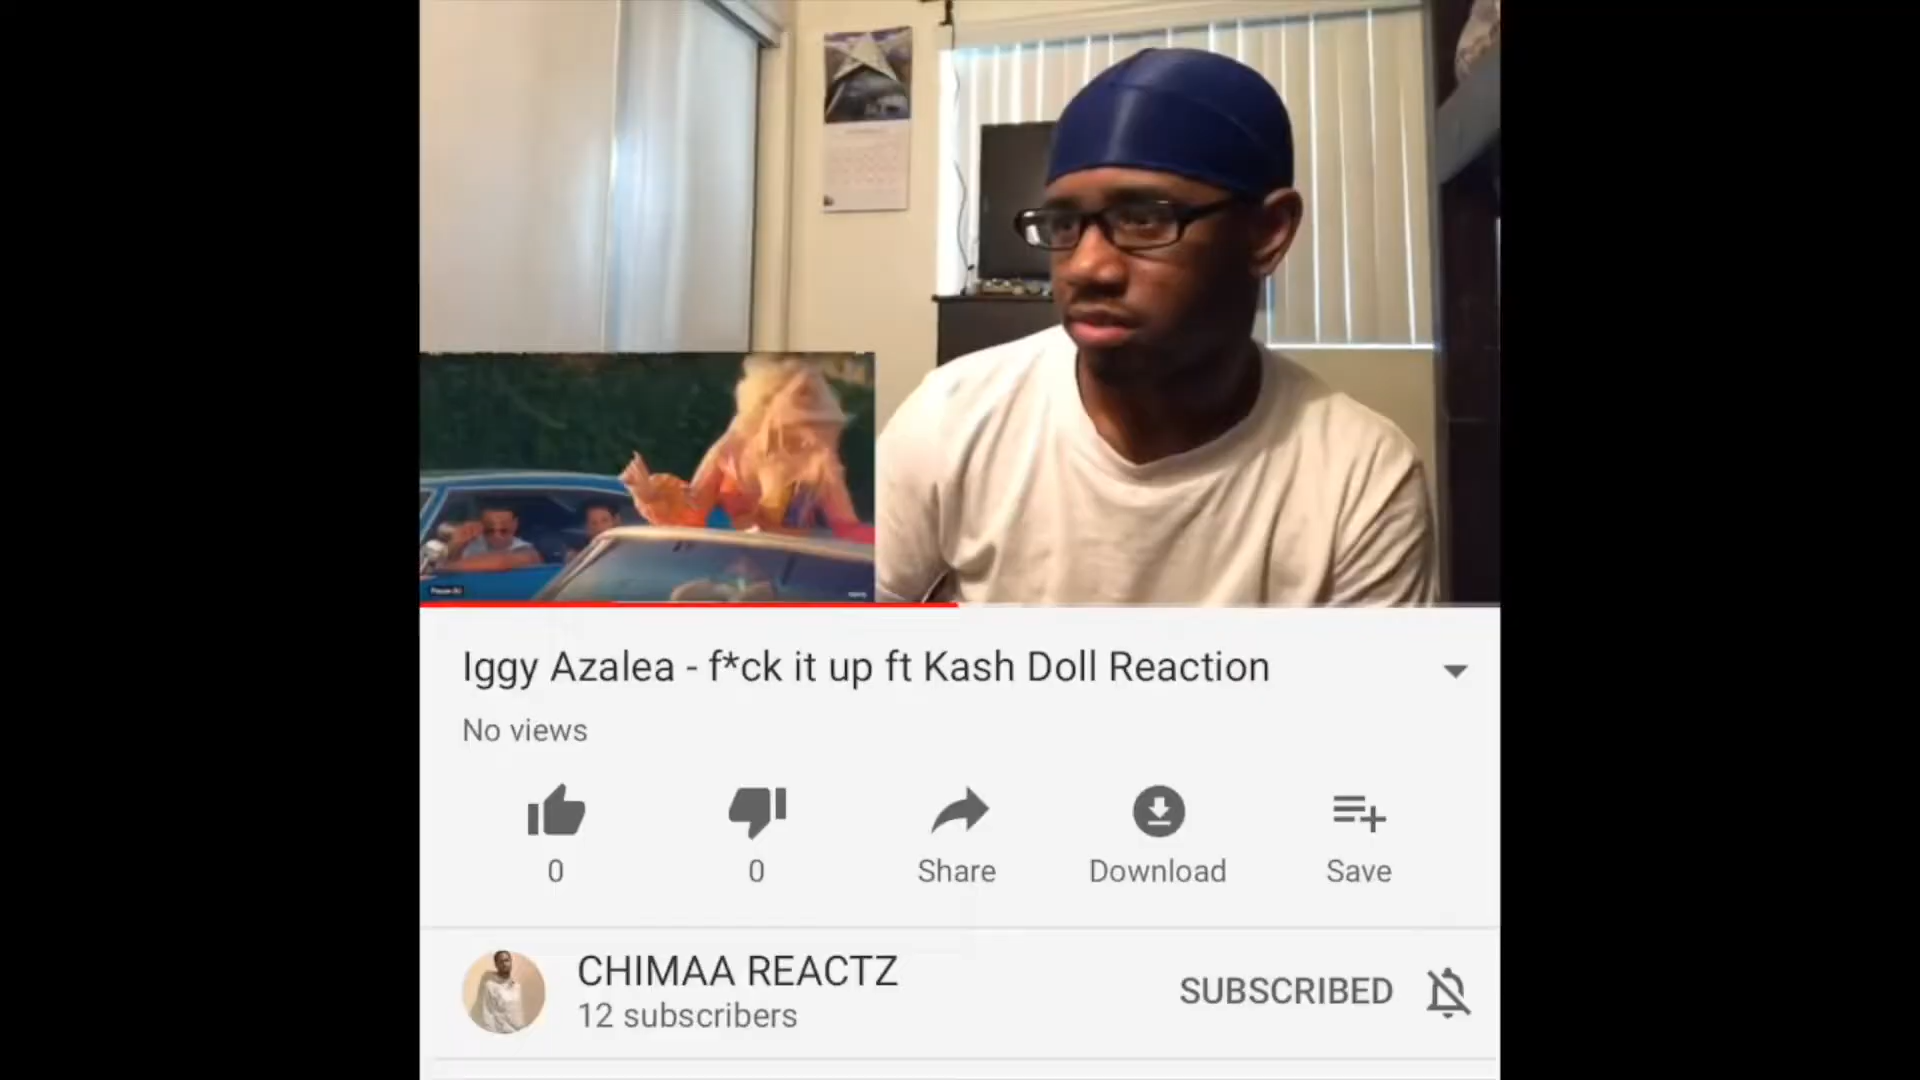 Iggy Azalea - f*ck it up ft Kash Doll Reaction
No views
0
0
Share
Download
Save
CHIMAA REACTZ
12 subscribers
SUBSCRIBED